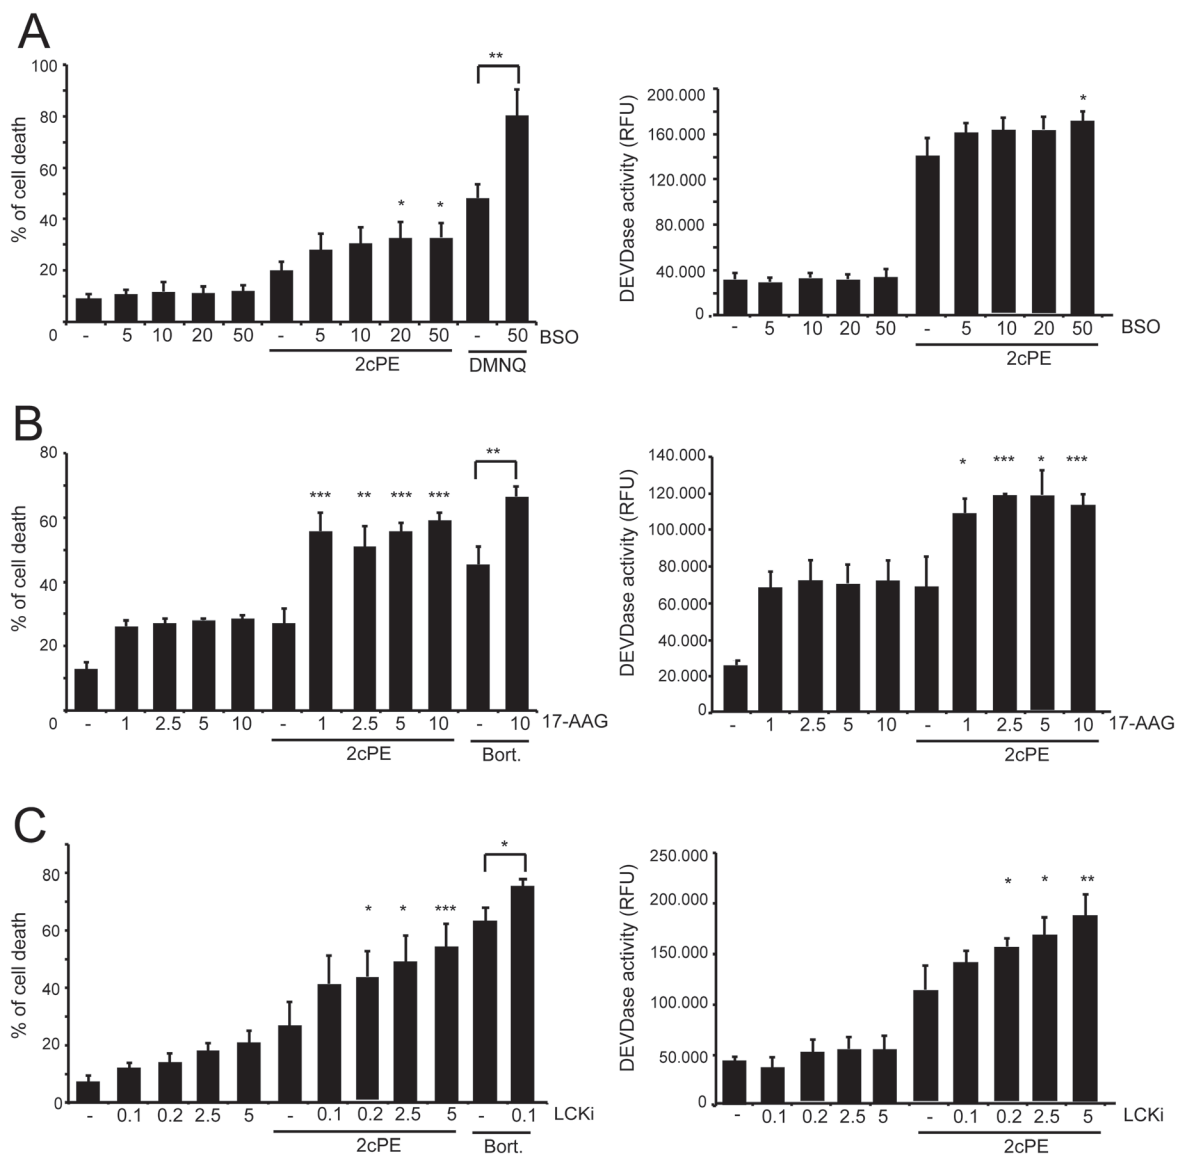 A
% of cell death
100
80
60
40
20
0
**
*
*
- 5 10 20 50 - 5 10 20 50 - 50 BSO
2cPE
DMNQ
DEVDase activity (RFU)
200.000
160.000
120.000
80.000
40.000
0
*
- 5 10 20 50 - 5 10 20 50 BSO
2cPE
B
% of cell death
80
60
40
20
0
**
*** ** *** ***
- 1 2.5 5 10 - 1 2.5 5 10 - 10 17-AAG
2cPE
Bort.
DEVDase activity (RFU)
140.000
120.000
100.000
80.000
60.000
40.000
20.000
0
* *** * ***
- 1 2.5 5 10 - 1 2.5 5 10 17-AAG
2cPE
C
% of cell death
80
60
40
20
0
*
* * ***
- 0.1 0.2 2.5 5 - 0.1 0.2 2.5 5 - 0.1 LCKi
2cPE
Bort.
DEVDase activity (RFU)
250.000
200.000
150.000
100.000
50.000
0
* * **
- 0.1 0.2 2.5 5 - 0.1 0.2 2.5 5 LCKi
2cPE